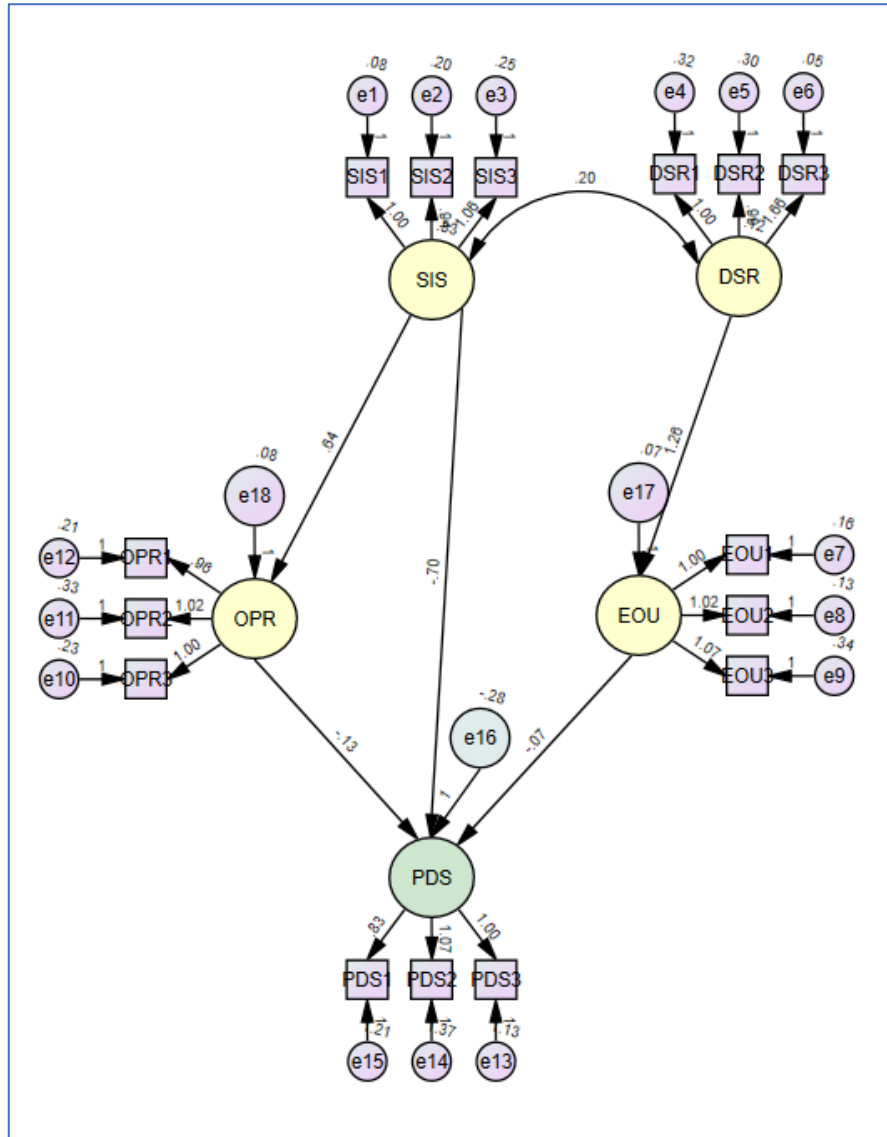 .08 .20 .25 .32 .30 .05
e1 e2 e3 e4 e5 e6
1 1 1 1 1 1
SIS1 SIS2 SIS3 DSR1 DSR2 DSR3
.20
1.00 1.06 1.00 1.66
SIS DSR
.64 -.70 1.26
.08 .07
e18 e17
1
.21 .16
e12 1 OPR1 .96 1.00 EOU1 1 e7
.33 .13
e11 1 OPR2 1.02 OPR EOU 1.02 EOU2 1 e8
.23 .34
e10 1 OPR3 1.00 1.07 EOU3 1 e9
-.28
-.13 e16 -.07
1
PDS
.83 1.07 1.00
PDS1 PDS2 PDS3
.21 .37 .13
e15 e14 e13